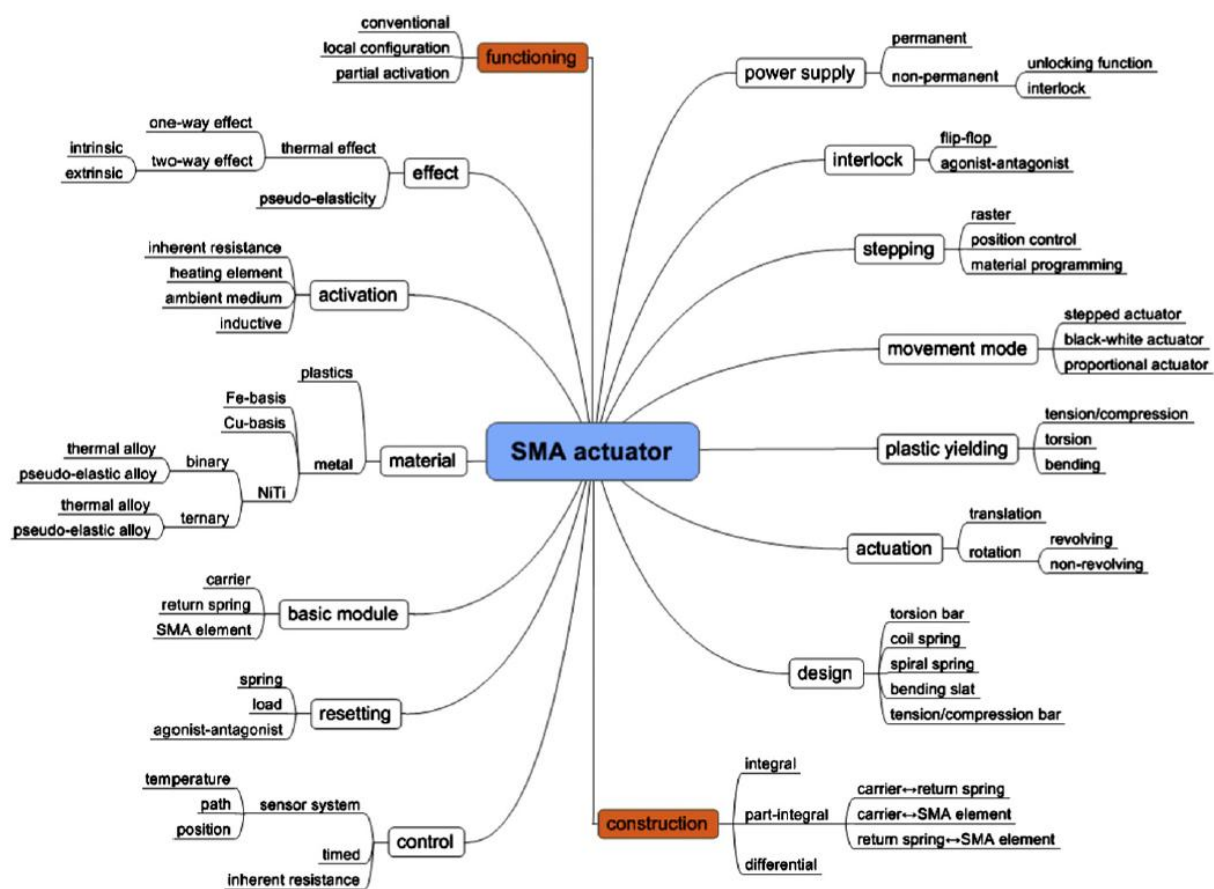 SMA actuator
functioning
conventional
local configuration
partial activation
effect
thermal effect
one-way effect
two-way effect
intrinsic
extrinsic
pseudo-elasticity
activation
inherent resistance
heating element
ambient medium
inductive
material
plastics
metal
Fe-basis
Cu-basis
NiTi
binary
thermal alloy
pseudo-elastic alloy
ternary
thermal alloy
pseudo-elastic alloy
basic module
carrier
return spring
SMA element
resetting
spring
load
agonist-antagonist
control
sensor system
temperature
path
position
timed
inherent resistance
power supply
permanent
non-permanent
unlocking function
interlock
interlock
flip-flop
agonist-antagonist
stepping
raster
position control
material programming
movement mode
stepped actuator
black-white actuator
proportional actuator
plastic yielding
tension/compression
torsion
bending
actuation
translation
rotation
revolving
non-revolving
design
torsion bar
coil spring
spiral spring
bending slat
tension/compression bar
construction
integral
part-integral
carrier↔return spring
carrier↔SMA element
return spring↔SMA element
differential